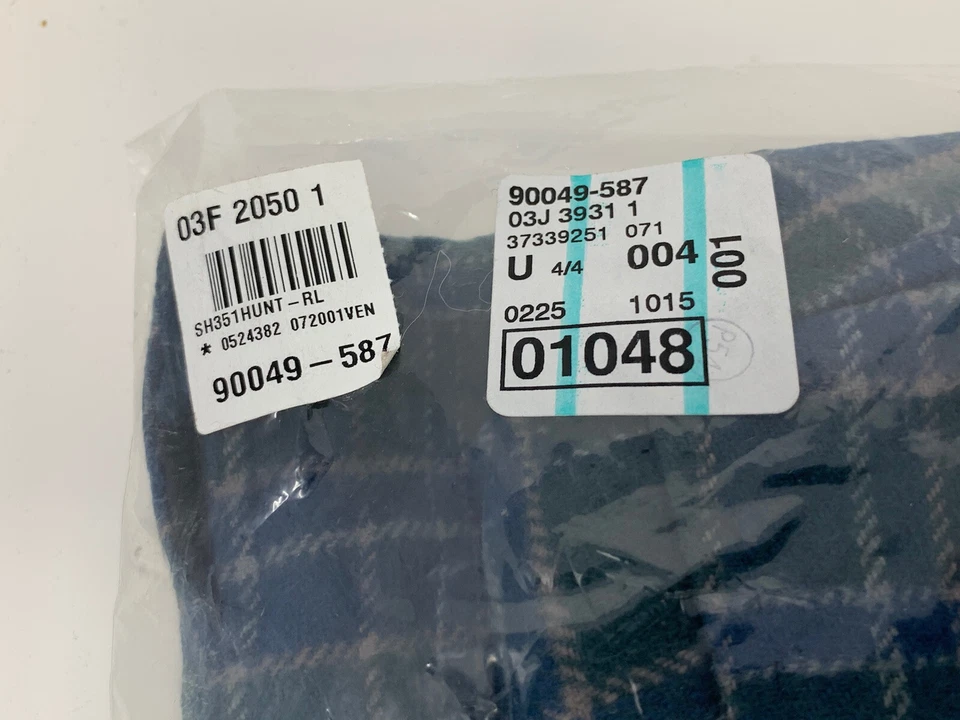 03F 2050 1
SH351HUNT-RL
* 0524382 072001VEN
90049-587
90049-587
03J 3931 1
37339251 071
U 4/4 004
001
0225 1015
01048